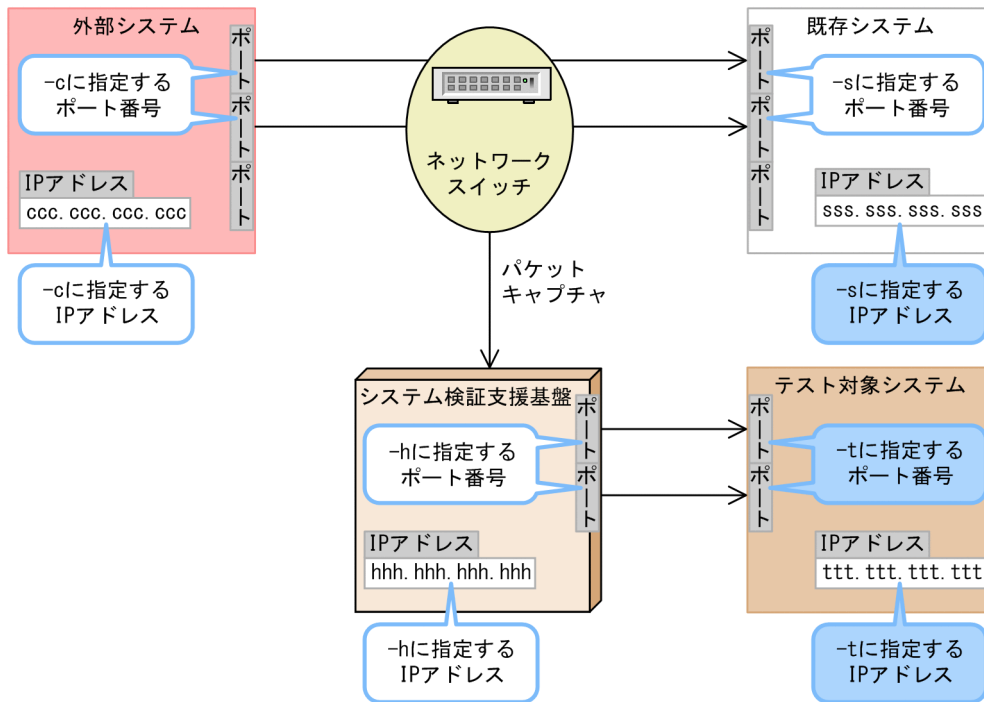 外部システム
ポート
ポート
ポート
-cに指定する
ポート番号
IPアドレス
ccc.ccc.ccc.ccc
-cに指定する
IPアドレス
ネットワーク
スイッチ
既存システム
ポート
ポート
ポート
-sに指定する
ポート番号
IPアドレス
sss.sss.sss.sss
-sに指定する
IPアドレス
パケット
キャプチャ
システム検証支援基盤
ポート
ポート
-hに指定する
ポート番号
IPアドレス
hhh.hhh.hhh.hhh
-hに指定する
IPアドレス
テスト対象システム
ポート
ポート
-tに指定する
ポート番号
IPアドレス
ttt.ttt.ttt.ttt
-tに指定する
IPアドレス